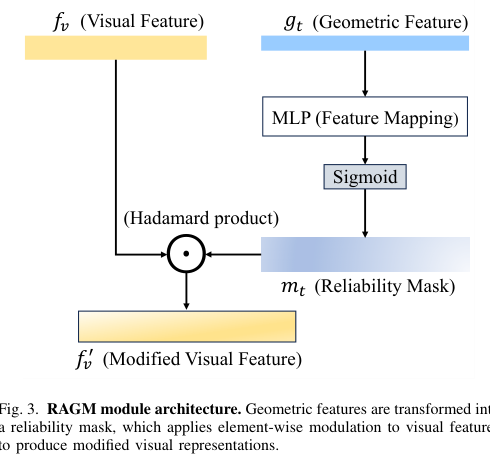 f_v (Visual Feature)
g_t (Geometric Feature)
MLP (Feature Mapping)
Sigmoid
(Hadamard product)
m_t (Reliability Mask)
f'_v (Modified Visual Feature)
Fig. 3. RAGM module architecture. Geometric features are transformed int
a reliability mask, which applies element-wise modulation to visual feature
to produce modified visual representations.